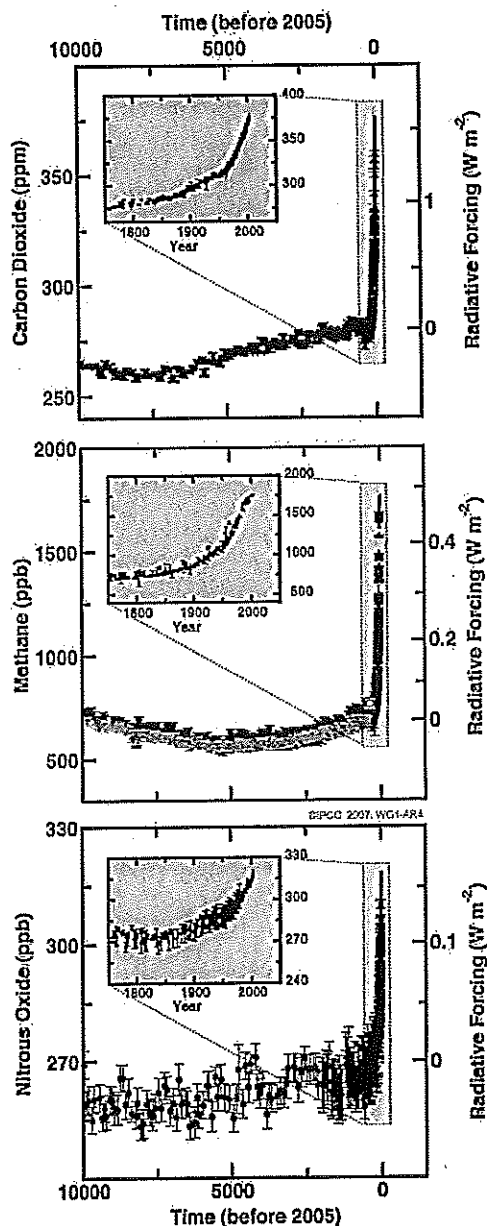 Time (before 2005)
10000 5000 0
Carbon Dioxide (ppm)
350
300
250
400
350
300
1800 1900 2000
Year
Radiative Forcing (W m-2)
1
0
2000
Methane (ppb)
1500
1000
500
2000
1500
1000
500
1800 1900 2000
Year
Radiative Forcing (W m-2)
0.4
0.2
0
©IPCC 2007: WG1-AR4
330
Nitrous Oxide (ppb)
300
270
330
300
270
240
1800 1900 2000
Year
Radiative Forcing (W m-2)
0.1
0
10000 5000 0
Time (before 2005)